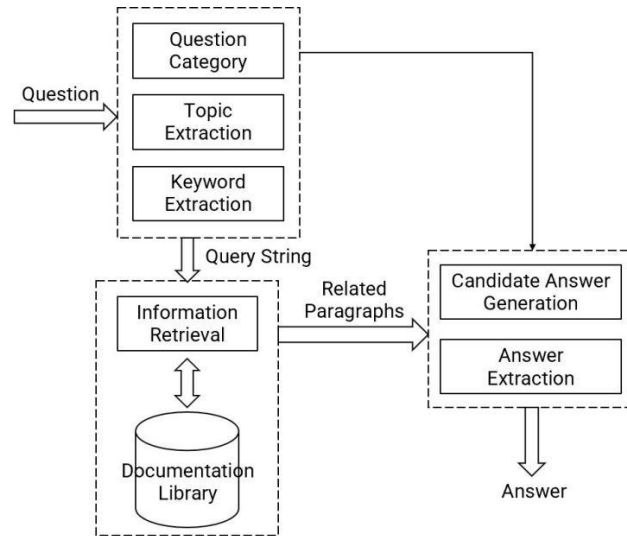 Question
Category
Question
Topic
Extraction
Keyword
Extraction
Query String
Information
Retrieval
Related
Paragraphs
Candidate Answer
Generation
Answer
Extraction
Documentation
Library
Answer